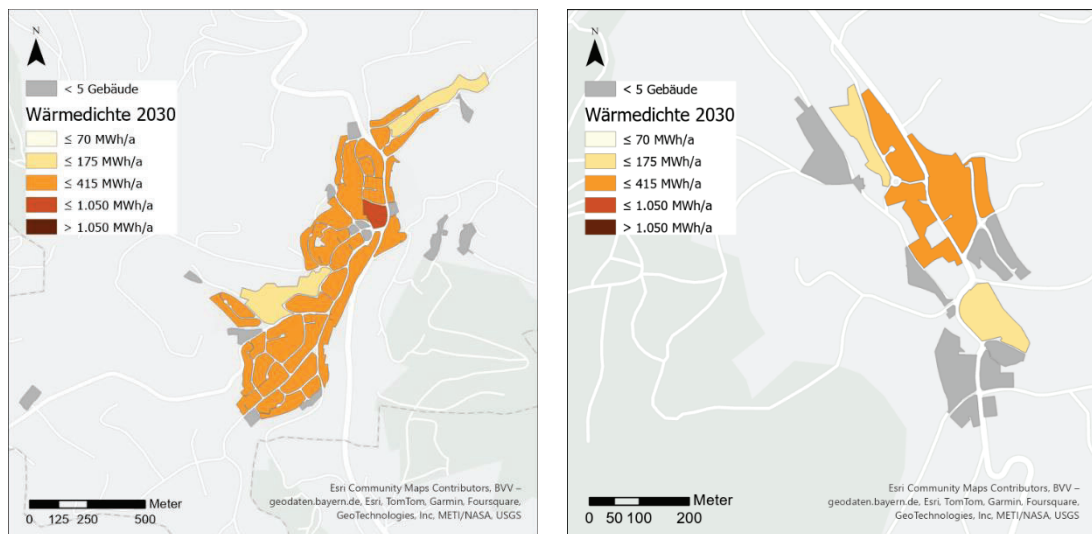 N
< 5 Gebäude
Wärmedichte 2030
≤ 70 MWh/a
≤ 175 MWh/a
≤ 415 MWh/a
≤ 1.050 MWh/a
> 1.050 MWh/a
Esri Community Maps Contributors, BVV –
geodaten.bayern.de, Esri, TomTom, Garmin, Foursquare,
GeoTechnologies, Inc, METI/NASA, USGS
Meter
0 125 250 500
N
< 5 Gebäude
Wärmedichte 2030
≤ 70 MWh/a
≤ 175 MWh/a
≤ 415 MWh/a
≤ 1.050 MWh/a
> 1.050 MWh/a
Esri Community Maps Contributors, BVV –
geodaten.bayern.de, Esri, TomTom, Garmin, Foursquare,
GeoTechnologies, Inc, METI/NASA, USGS
Meter
0 50 100 200